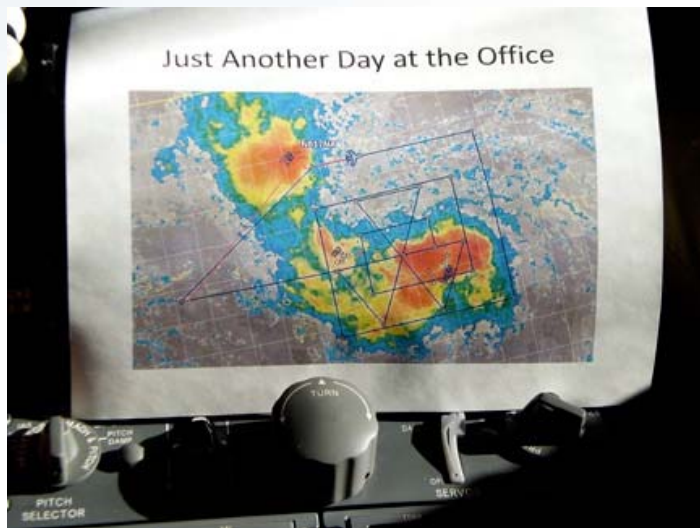 Just Another Day at the Office
TURN
PITCH
DAMP
PITCH
SELECTOR
SERVO